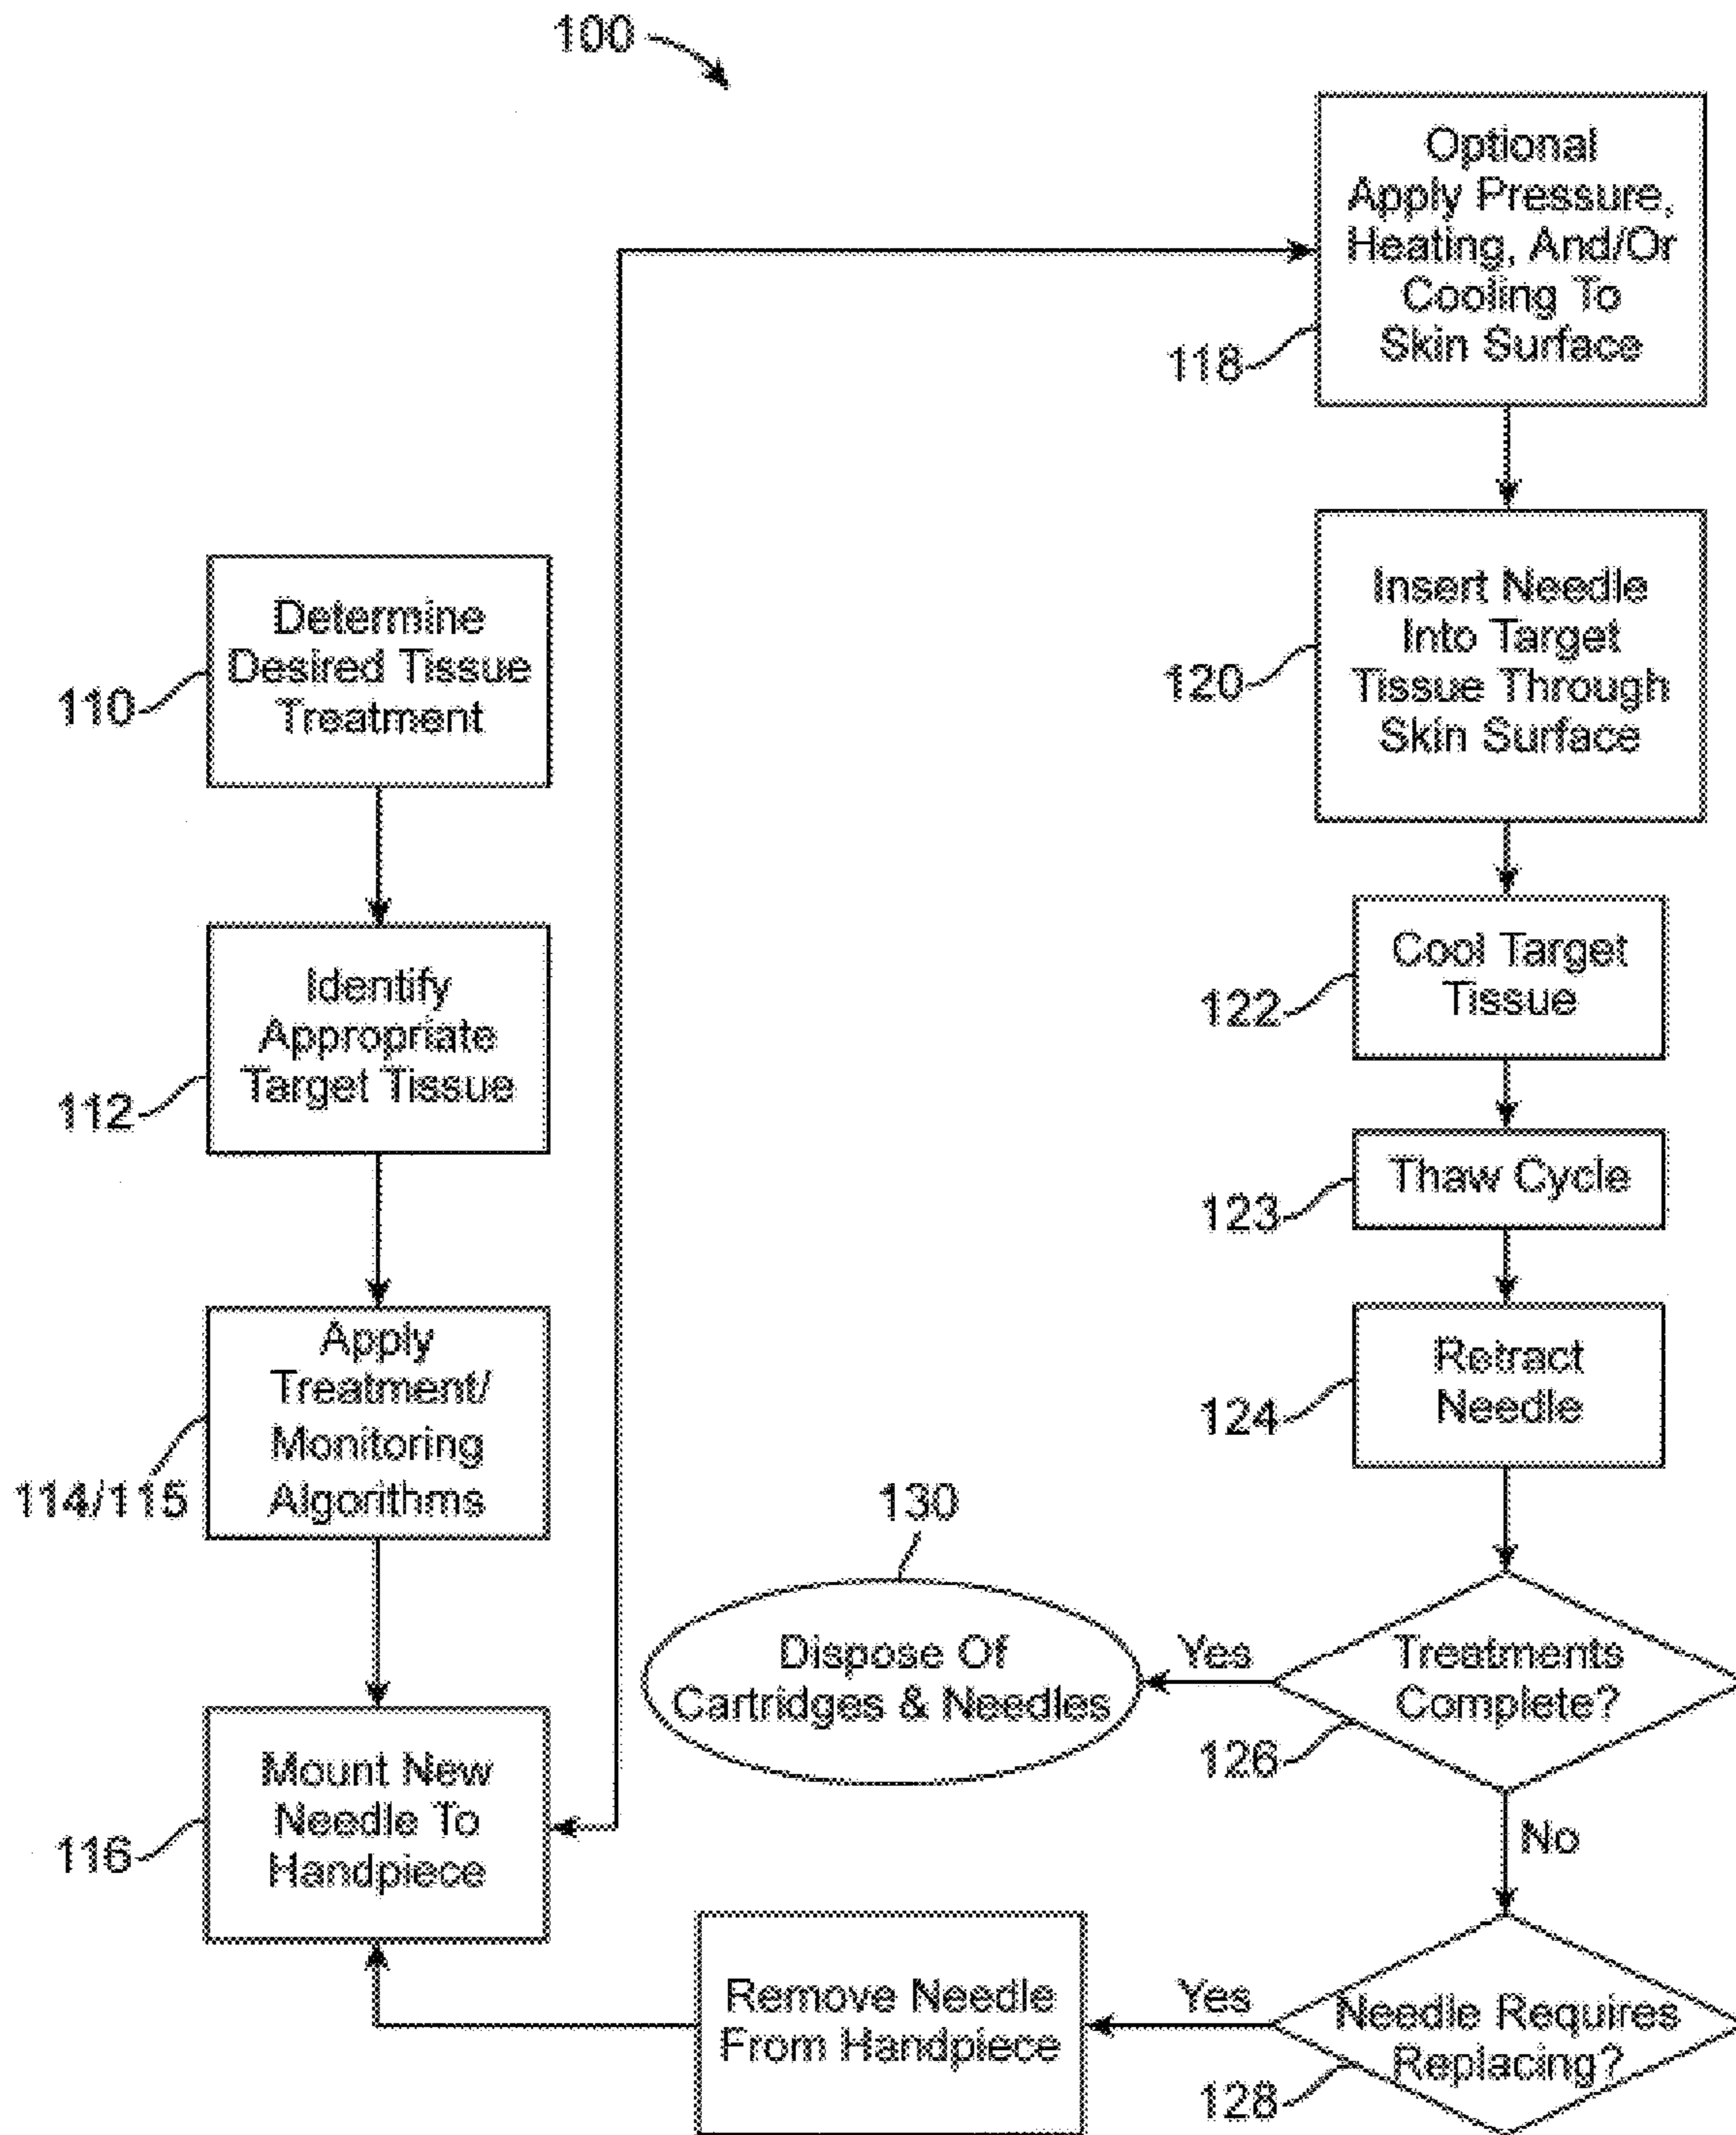 100
Determine
Desired Tissue
Treatment
110
Identify
Appropriate
Target Tissue
112
Apply
Treatment/
Monitoring
Algorithms
114/115
Mount New
Needle To
Handpiece
116
Optional
Apply Pressure,
Heating, And/Or
Cooling To
Skin Surface
118
Insert Needle
Into Target
Tissue Through
Skin Surface
120
Cool Target
Tissue
122
Thaw Cycle
123
Retract
Needle
124
Treatments
Complete?
126
Yes
130
Dispose Of
Cartridges & Needles
No
Needle Requires
Replacing?
128
Yes
Remove Needle
From Handpiece